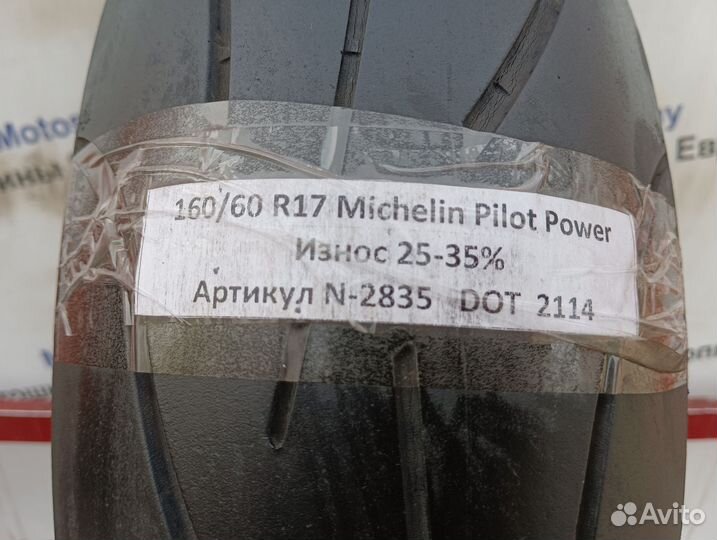 160/60 R17 Michelin Pilot Power
Износ 25-35%
Артикул N-2835 DOT 2114
Avito